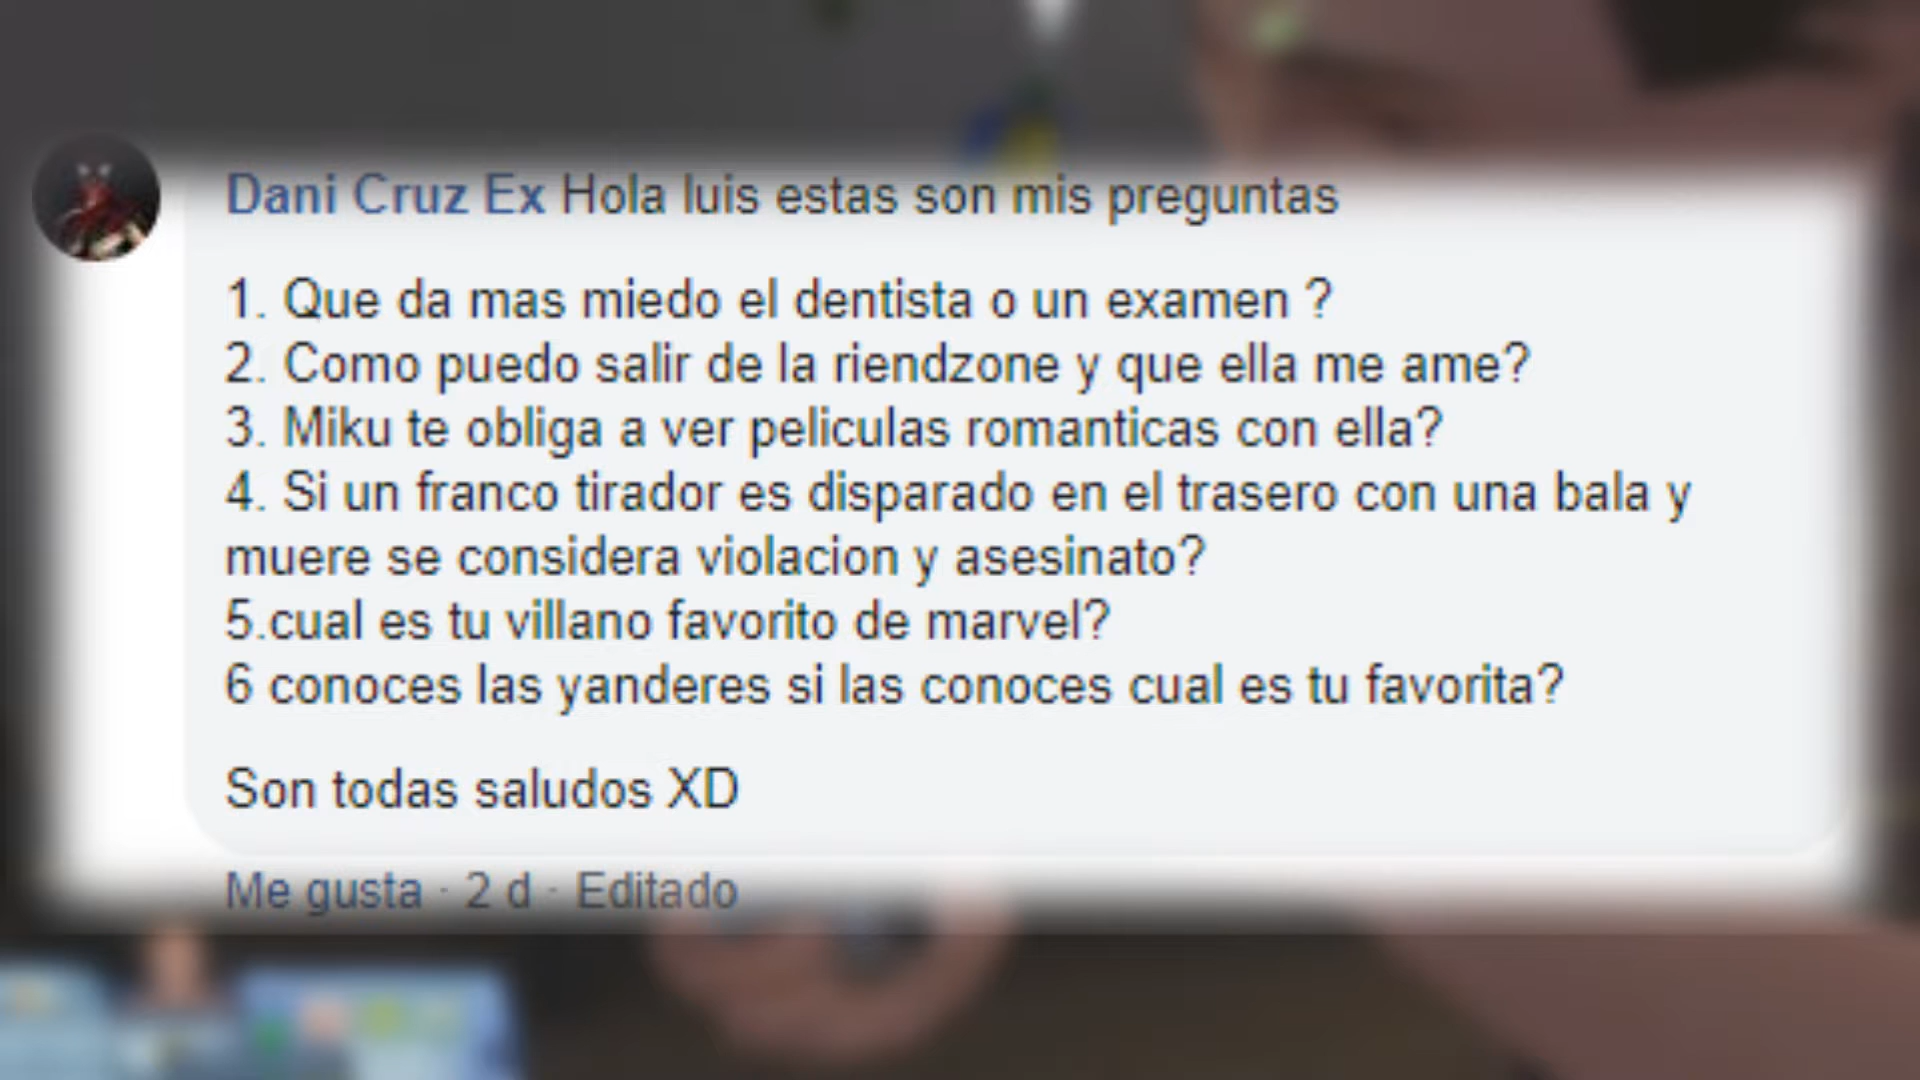 Dani Cruz Ex Hola luis estas son mis preguntas
1. Que da mas miedo el dentista o un examen ?
2. Como puedo salir de la riendzone y que ella me ame?
3. Miku te obliga a ver peliculas romanticas con ella?
4. Si un franco tirador es disparado en el trasero con una bala y
muere se considera violacion y asesinato?
5.cual es tu villano favorito de marvel?
6 conoces las yanderes si las conoces cual es tu favorita?
Son todas saludos XD
Me gusta · 2 d · Editado